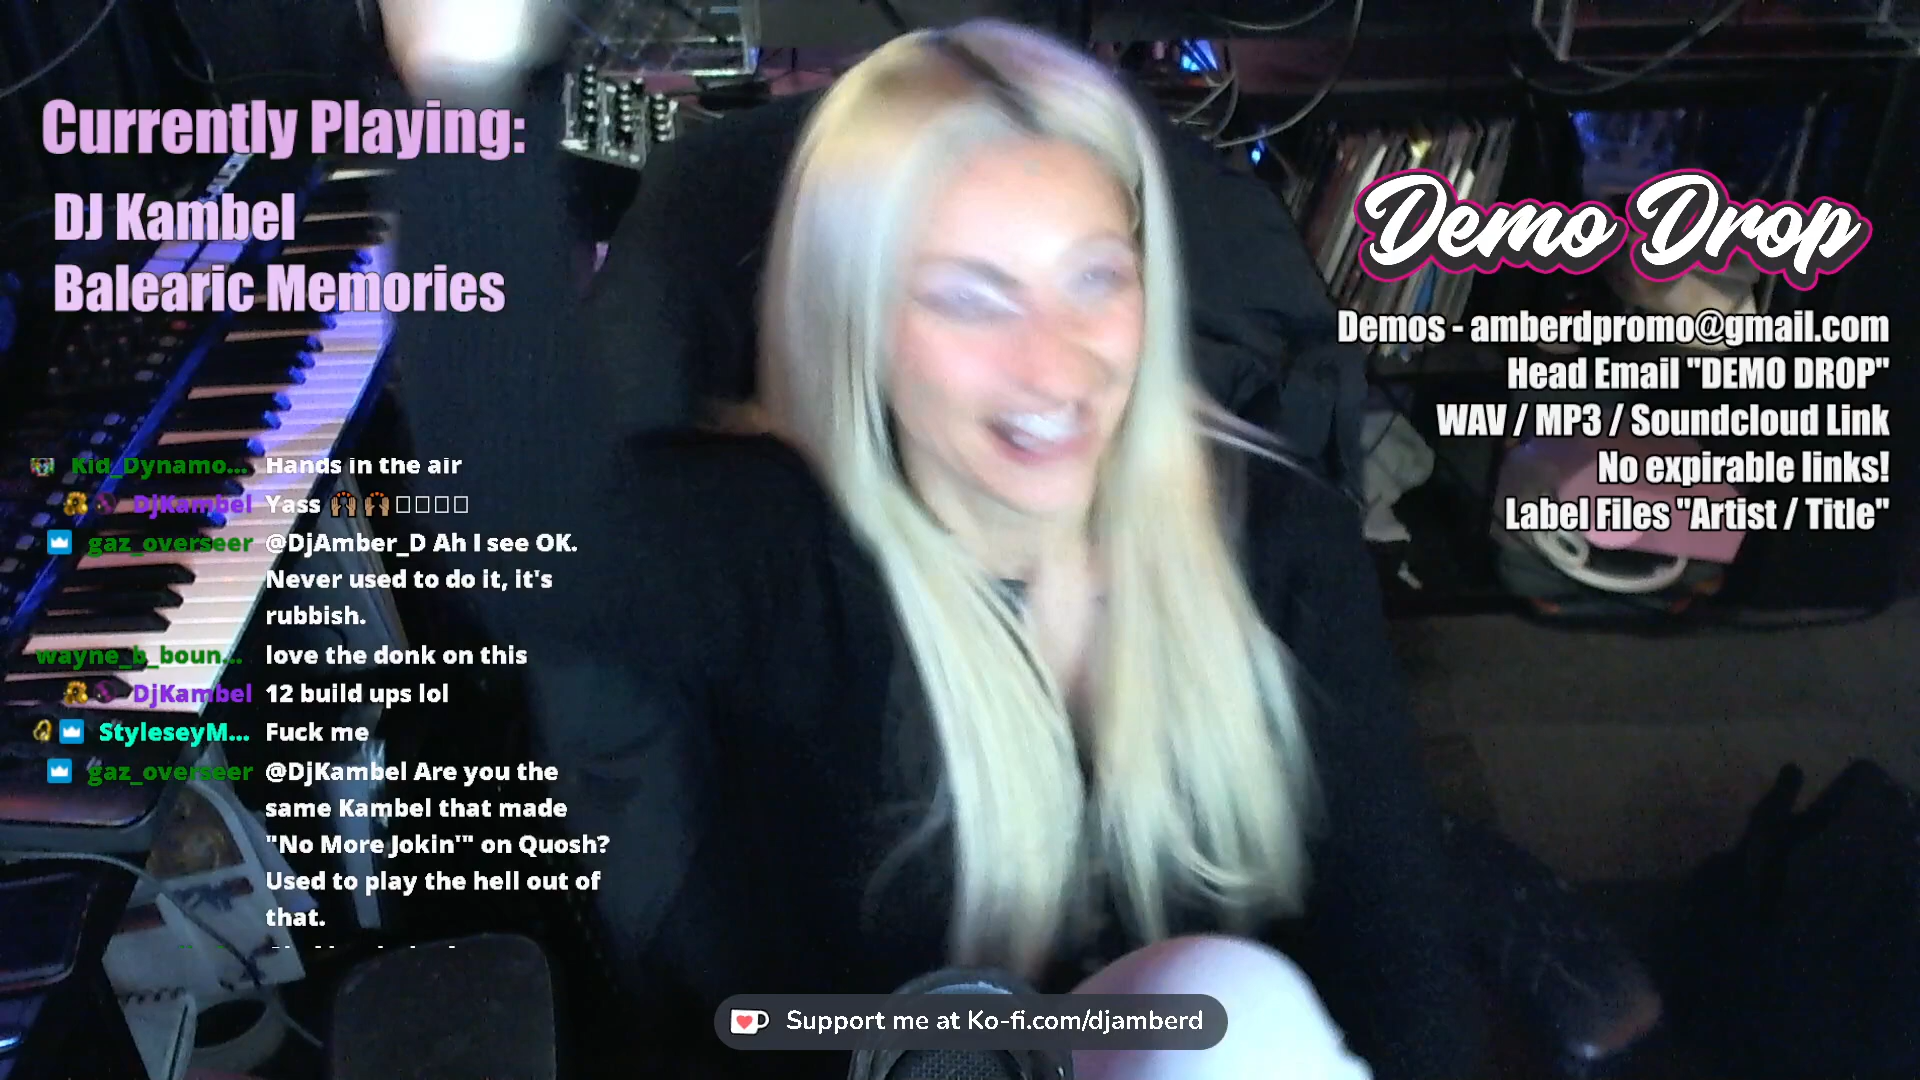 Currently Playing:
DJ Kambel
Balearic Memories
Demo Drop
Demos - amberdpromo@gmail.com
Head Email "DEMO DROP"
WAV / MP3 / Soundcloud Link
No expirable links!
Label Files "Artist / Title"
Kid_Dynamo... Hands in the air
DjKambel Yass 🙌🏾🙌🏾
gaz_overseer @DjAmber_D Ah I see OK.
Never used to do it, it's
rubbish.
wayne_b_boun... love the donk on this
DjKambel 12 build ups lol
StyleseyM... Fuck me
gaz_overseer @DjKambel Are you the
same Kambel that made
"No More Jokin'" on Quosh?
Used to play the hell out of
that.
Support me at Ko-fi.com/djamberd